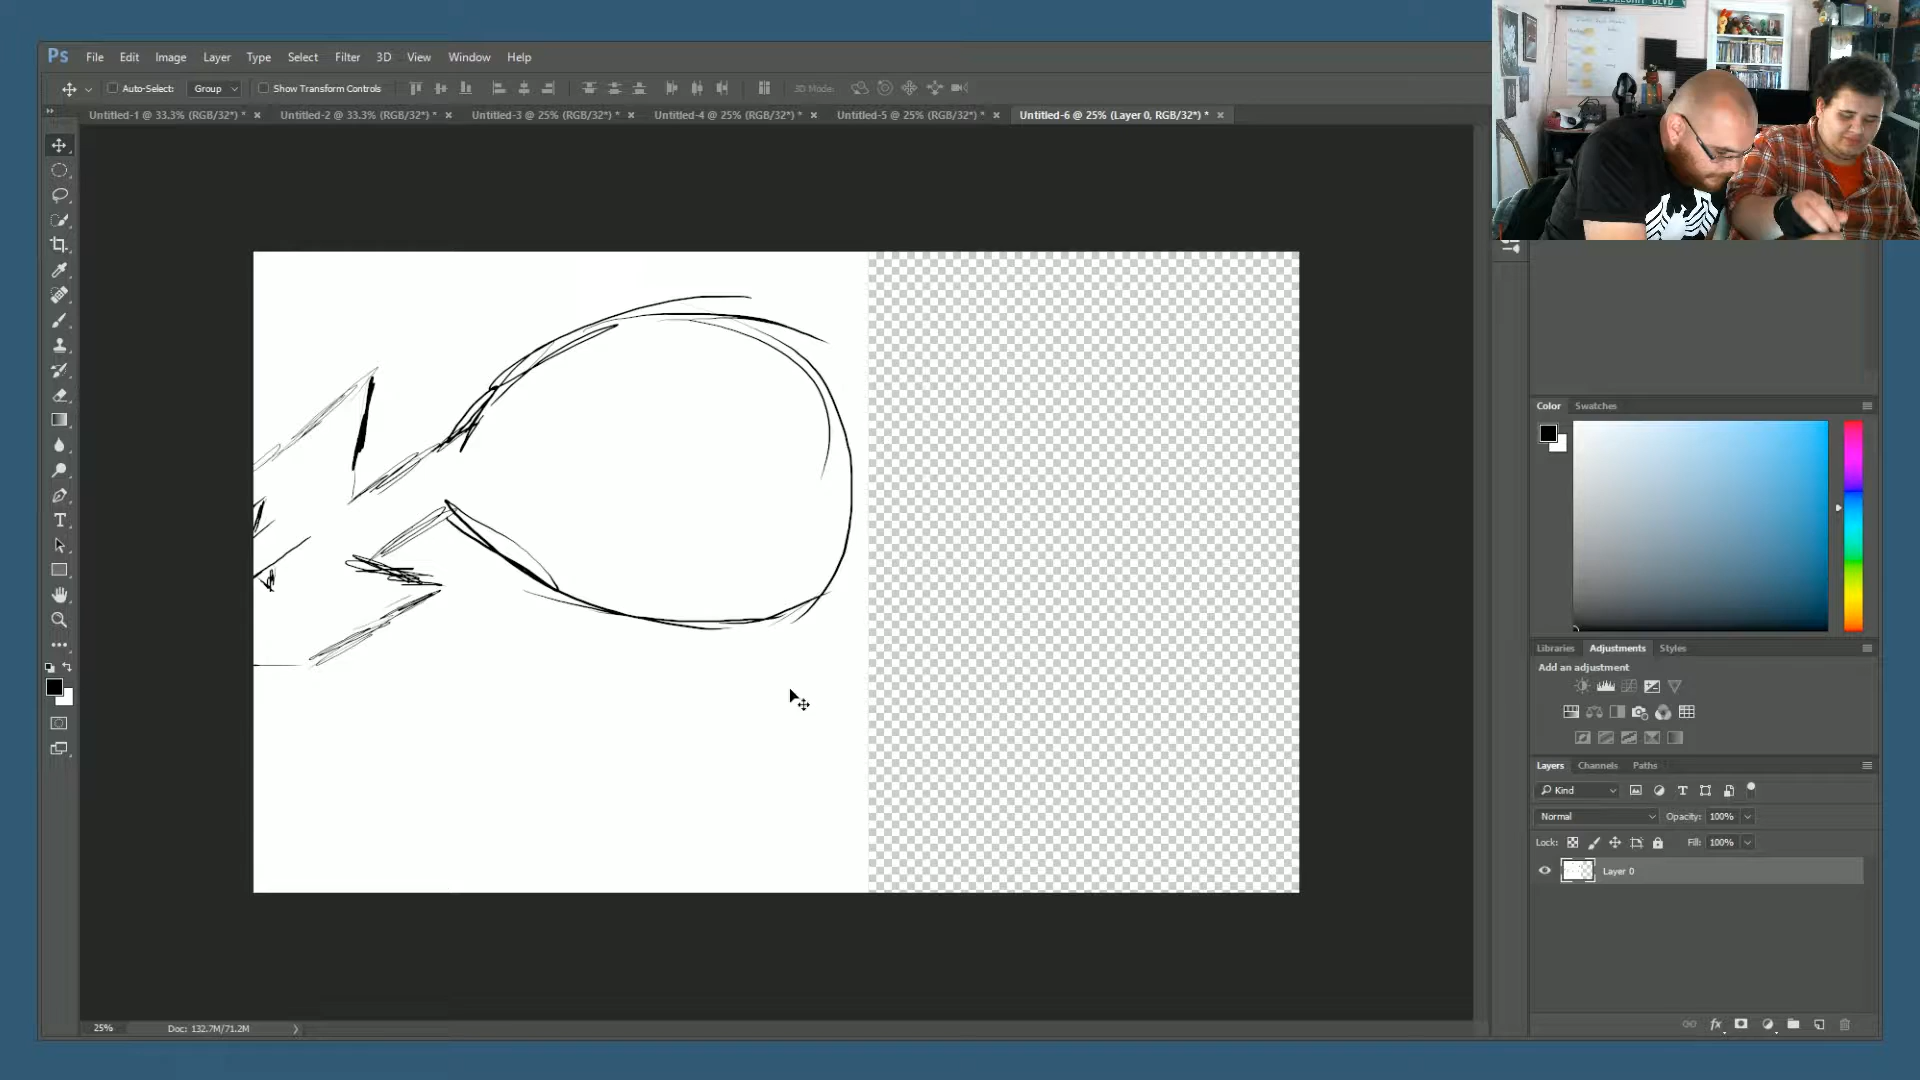 Ps File Edit Image Layer Type Select Filter 3D View Window Help
Auto-Select: Group Show Transform Controls 3D Mode:
Untitled-1 @ 33.3% (RGB/32*) * Untitled-2 @ 33.3% (RGB/32*) * Untitled-3 @ 25% (RGB/32*) * Untitled-4 @ 25% (RGB/32*) * Untitled-5 @ 25% (RGB/32*) * Untitled-6 @ 25% (Layer 0, RGB/32*) *
Color Swatches
Libraries Adjustments Styles
Add an adjustment
Layers Channels Paths
Kind
Normal Opacity: 100%
Lock: Fill: 100%
Layer 0
fx
25% Doc: 132.7M/71.2M